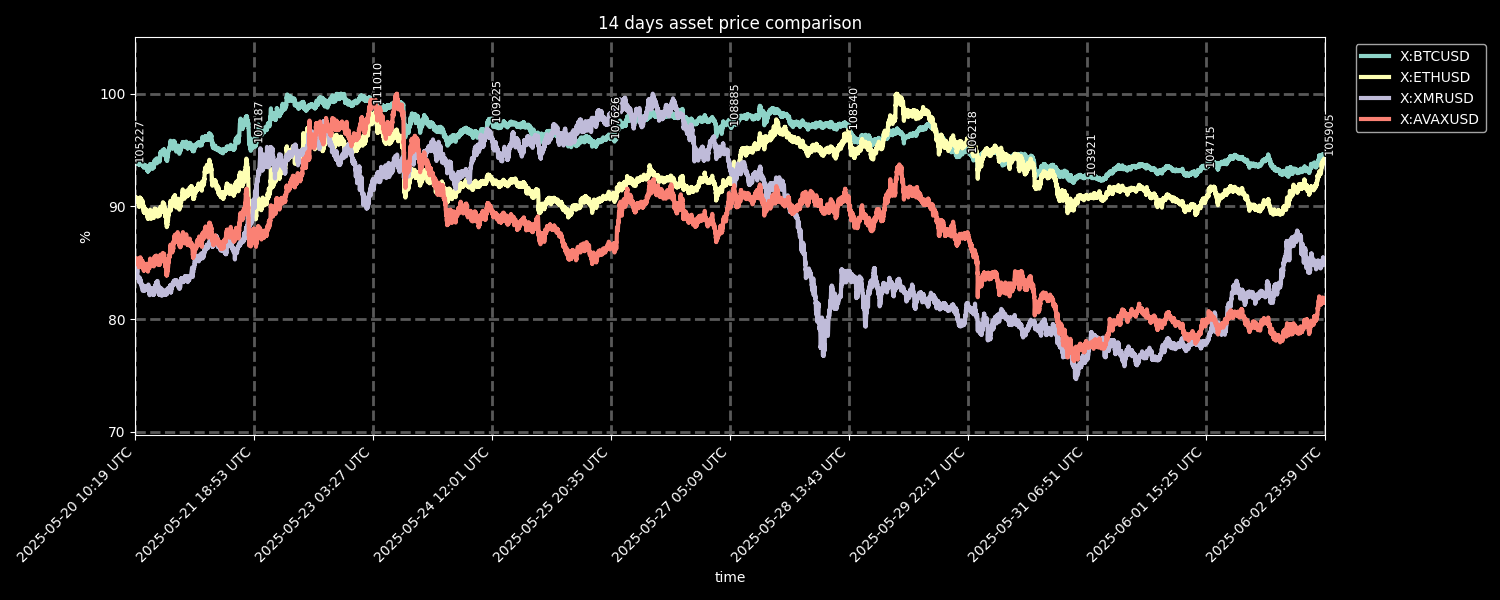 14 days asset price comparison
X:BTCUSD
X:ETHUSD
X:XMRUSD
X:AVAXUSD
100
90
80
70
%
105227
107187
111010
109225
107626
108885
108540
106218
103921
104715
105905
2025-05-20 10:19 UTC
2025-05-21 18:53 UTC
2025-05-23 03:27 UTC
2025-05-24 12:01 UTC
2025-05-25 20:35 UTC
2025-05-27 05:09 UTC
2025-05-28 13:43 UTC
2025-05-29 22:17 UTC
2025-05-31 06:51 UTC
2025-06-01 15:25 UTC
2025-06-02 23:59 UTC
time